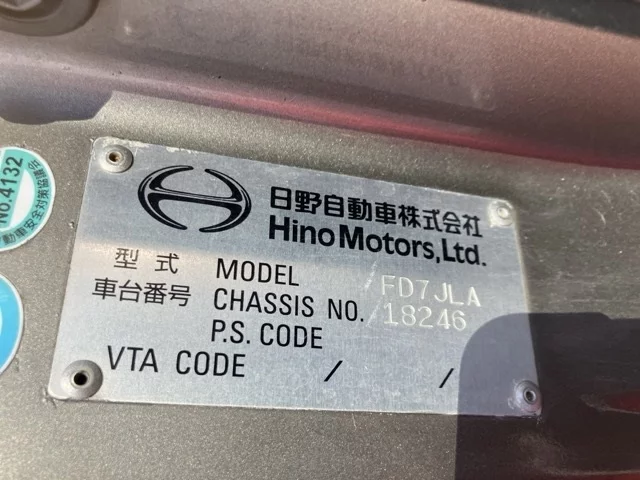 日野自動車株式会社
Hino Motors, Ltd.
型式 MODEL /FD7JLA
車台番号 CHASSIS NO. /18246
P.S. CODE
VTA CODE / /
No.4132